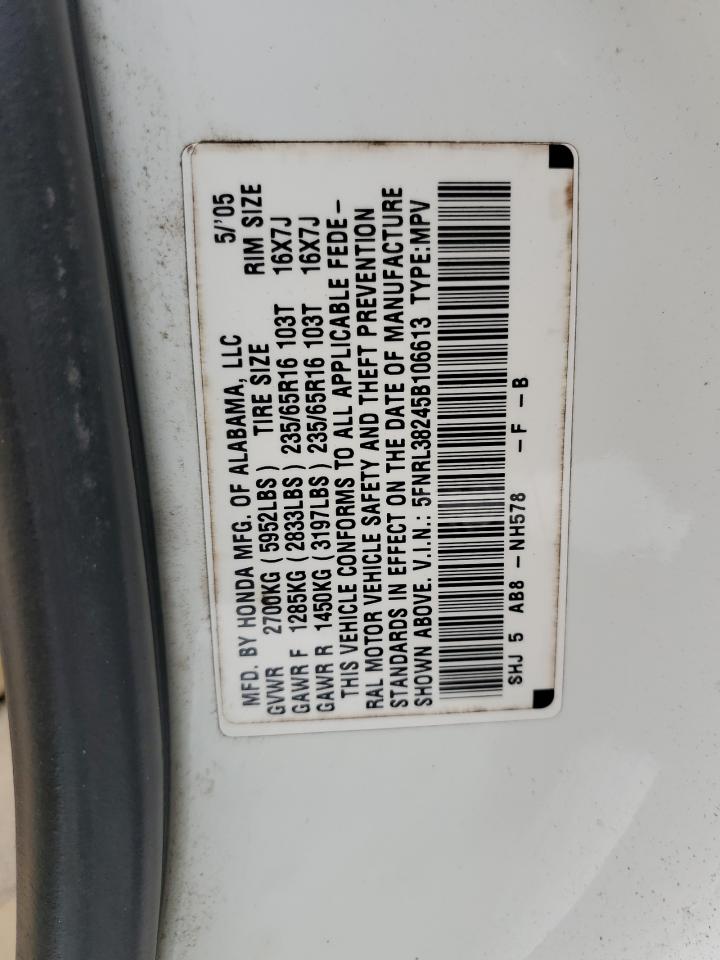 MFD. BY HONDA MFG. OF ALABAMA, LLC 5/'05
GVWR 2700KG (5952LBS) TIRE SIZE RIM SIZE
GAWR F 1285KG (2833LBS) 235/65R16 103T 16X7J
GAWR R 1450KG (3197LBS) 235/65R16 103T 16X7J
THIS VEHICLE CONFORMS TO ALL APPLICABLE FEDE-
RAL MOTOR VEHICLE SAFETY AND THEFT PREVENTION
STANDARDS IN EFFECT ON THE DATE OF MANUFACTURE
SHOWN ABOVE. V.I.N.: 5FNRL38245B106613 TYPE:MPV
SHJ 5 AB8 -NH578 -F -B